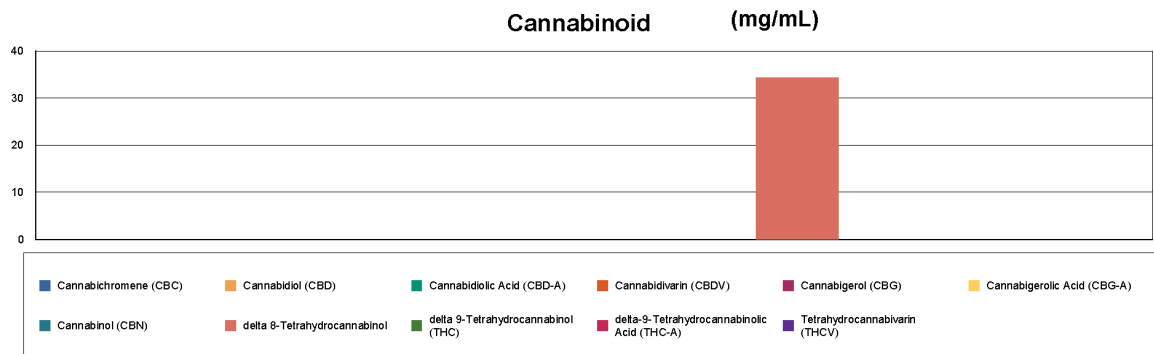 Cannabinoid (mg/mL)
40
30
20
10
0
Cannabichromene (CBC) Cannabidiol (CBD) Cannabidiolic Acid (CBD-A) Cannabidivarin (CBDV) Cannabigerol (CBG) Cannabigerolic Acid (CBG-A)
Cannabinol (CBN) delta 8-Tetrahydrocannabinol delta 9-Tetrahydrocannabinol
(THC)
delta-9-Tetrahydrocannabinolic
Acid (THC-A)
Tetrahydrocannabivarin
(THCV)